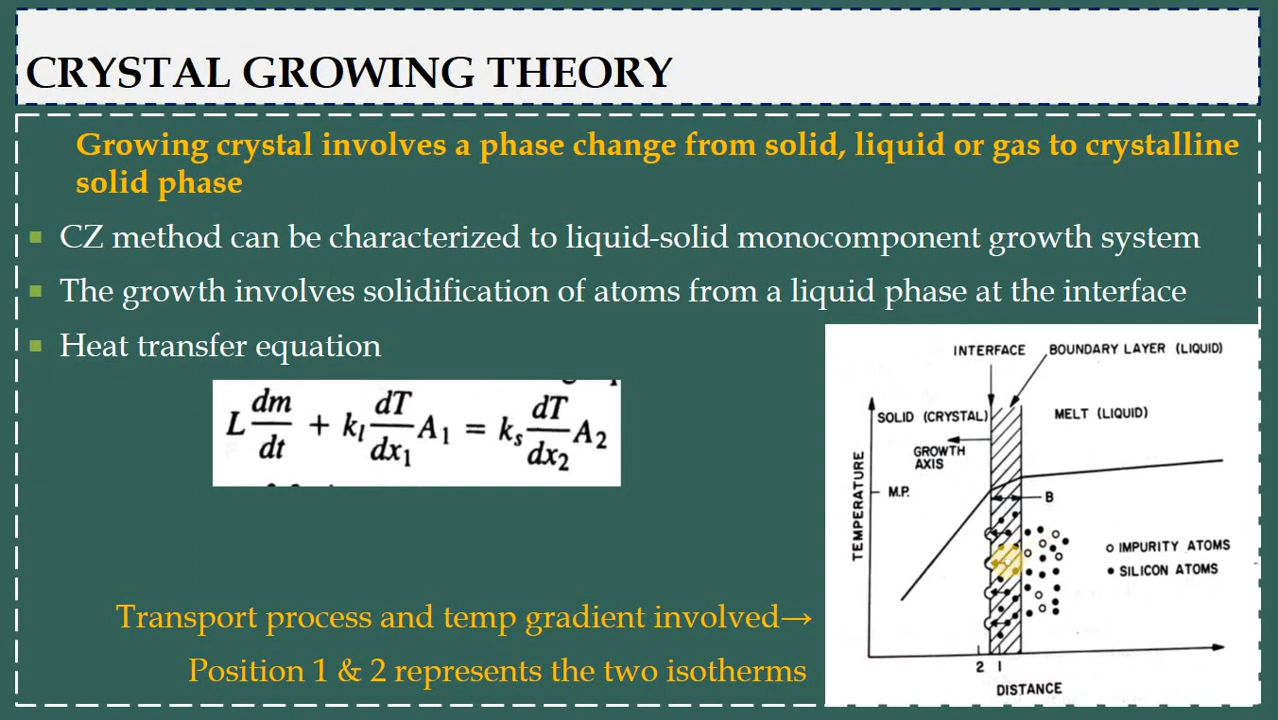 CRYSTAL GROWING THEORY
Growing crystal involves a phase change from solid, liquid or gas to crystalline
solid phase
CZ method can be characterized to liquid-solid monocomponent growth system
The growth involves solidification of atoms from a liquid phase at the interface
Heat transfer equation
L dm/dt + k_l dT/dx_1 A_1 = k_s dT/dx_2 A_2
Transport process and temp gradient involved→
Position 1 & 2 represents the two isotherms
INTERFACE
BOUNDARY LAYER (LIQUID)
SOLID (CRYSTAL)
MELT (LIQUID)
GROWTH
AXIS
TEMPERATURE
M.P.
B
IMPURITY ATOMS
SILICON ATOMS
2 1
DISTANCE